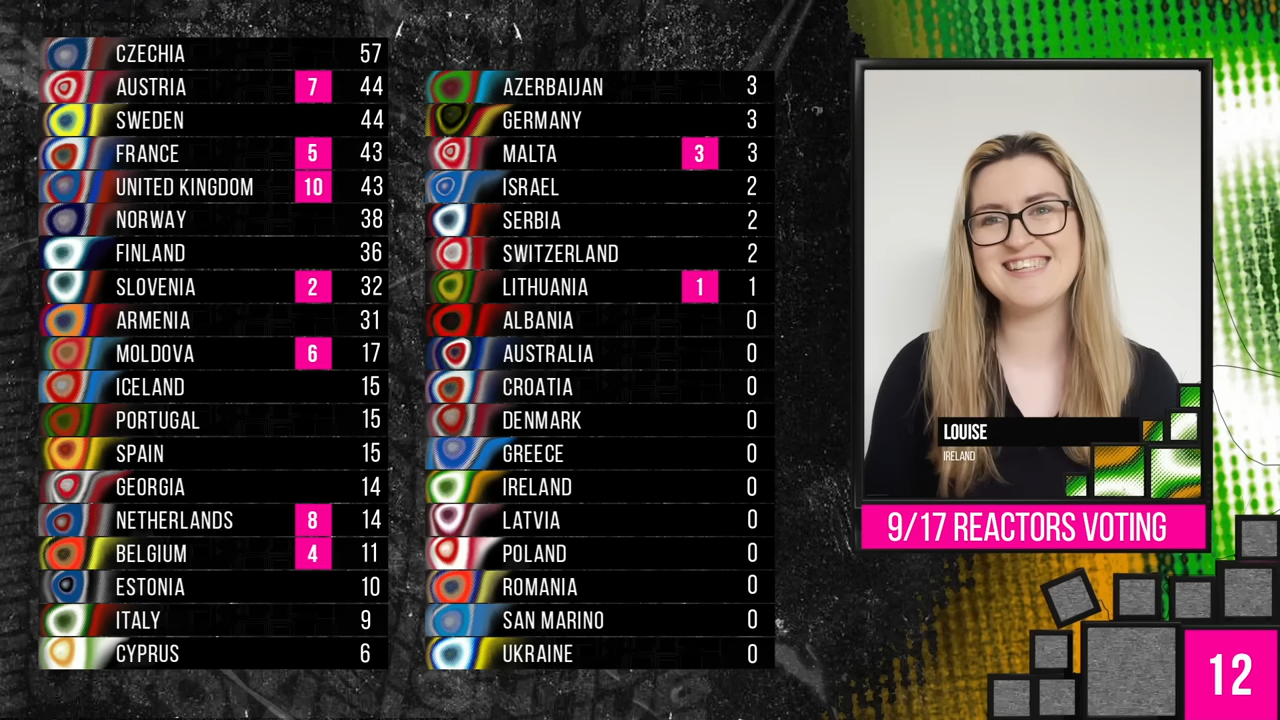 CZECHIA 57
AUSTRIA 7 44
SWEDEN 44
FRANCE 5 43
UNITED KINGDOM 10 43
NORWAY 38
FINLAND 36
SLOVENIA 2 32
ARMENIA 31
MOLDOVA 6 17
ICELAND 15
PORTUGAL 15
SPAIN 15
GEORGIA 14
NETHERLANDS 8 14
BELGIUM 4 11
ESTONIA 10
ITALY 9
CYPRUS 6
AZERBAIJAN 3
GERMANY 3
MALTA 3 3
ISRAEL 2
SERBIA 2
SWITZERLAND 2
LITHUANIA 1 1
ALBANIA 0
AUSTRALIA 0
CROATIA 0
DENMARK 0
GREECE 0
IRELAND 0
LATVIA 0
POLAND 0
ROMANIA 0
SAN MARINO 0
UKRAINE 0
LOUISE
IRELAND
9/17 REACTORS VOTING
12